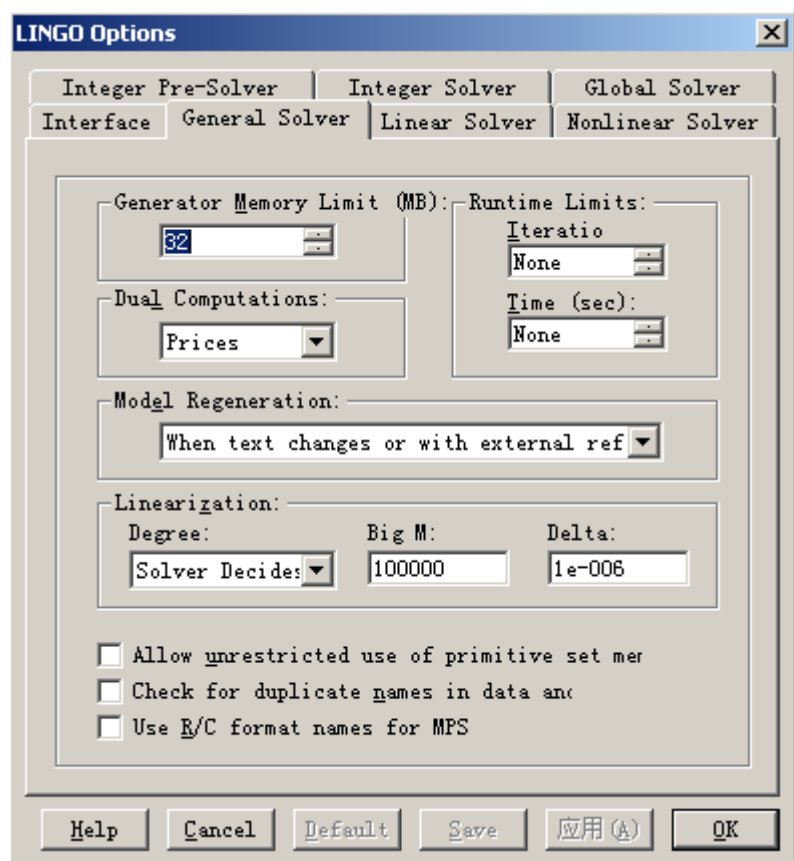 LINGO Options
Integer Pre-Solver Integer Solver Global Solver
Interface General Solver Linear Solver Nonlinear Solver
Generator Memory Limit (MB): Runtime Limits:
32
Iteratio
None
Dual Computations:
Prices
Time (sec):
None
Model Regeneration:
When text changes or with external ref
Linearization:
Degree: Big M: Delta:
Solver Decides 100000 1e-006
Allow unrestricted use of primitive set mer
Check for duplicate names in data and
Use R/C format names for MPS
Help Cancel Default Save 应用(A) OK